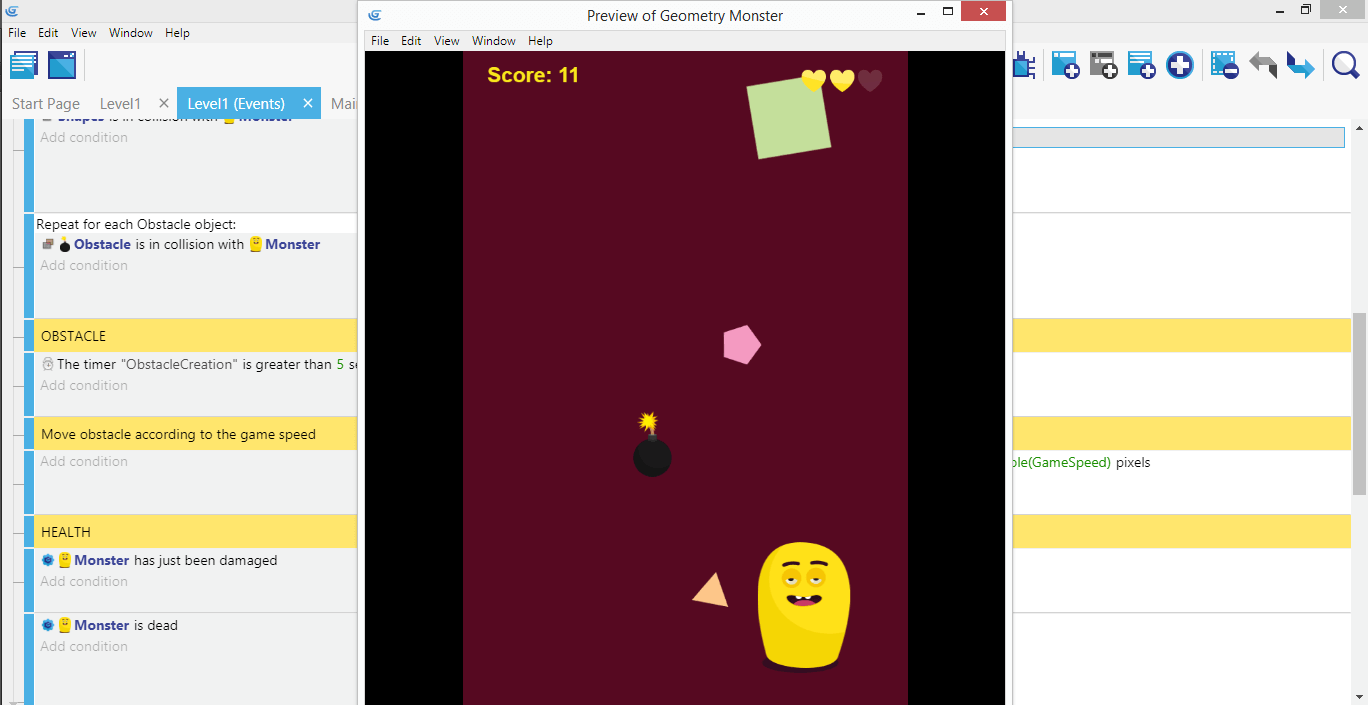 Preview of Geometry Monster
File Edit View Window Help
File Edit View Window Help
Start Page Level1 Level1 (Events) Mai
Score: 11
Shapes is in collision with Monster
Add condition
Repeat for each Obstacle object:
Obstacle is in collision with Monster
Add condition
OBSTACLE
The timer "ObstacleCreation" is greater than 5 se
Add condition
Move obstacle according to the game speed
Add condition
ble(GameSpeed) pixels
HEALTH
Monster has just been damaged
Add condition
Monster is dead
Add condition